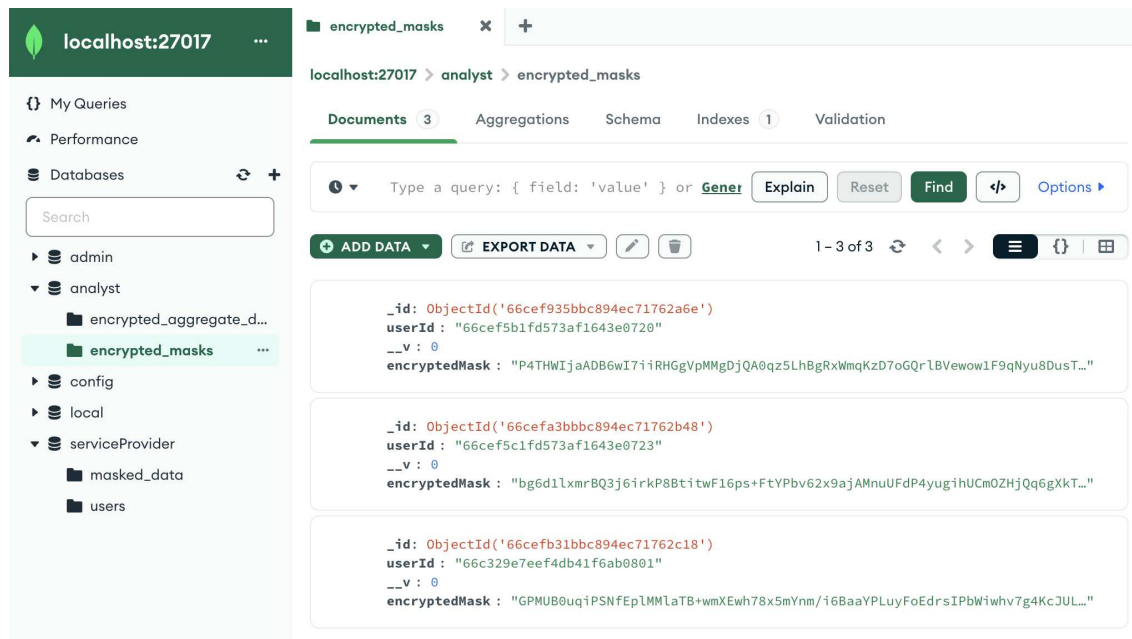 localhost:27017 ...
My Queries
Performance
Databases
Search
admin
analyst
encrypted_aggregate_d...
encrypted_masks ...
config
local
serviceProvider
masked_data
users
encrypted_masks
localhost:27017 > analyst > encrypted_masks
Documents 3 Aggregations Schema Indexes 1 Validation
Type a query: { field: 'value' } or Gener Explain Reset Find </> Options
ADD DATA EXPORT DATA 1 – 3 of 3 {}
_id: ObjectId('66cef935bbc894ec71762a6e')
userId : "66cef5b1fd573af1643e0720"
__v : 0
encryptedMask : "P4THWIjaADB6wI7iiRHGgVpMMgDjQA0qz5LhBgRxWmqKzD7oGQrlBVewow1F9qNyu8DusT…"
_id: ObjectId('66cefa3bbbc894ec71762b48')
userId : "66cef5c1fd573af1643e0723"
__v : 0
encryptedMask : "bg6d1lxmrBQ3j6irkP8BtitwF16ps+FtYPbv62x9ajAMnuUFdP4yugihUCmOZHjQq6gXkT…"
_id: ObjectId('66cefb31bbc894ec71762c18')
userId : "66c329e7eef4db41f6ab0801"
__v : 0
encryptedMask : "GPMUB0uqiPSNfEplMMlaTB+wmXEwh78x5mYnm/i6BaaYPLuyFoEdrsIPbWiwhv7g4KcJUL…"